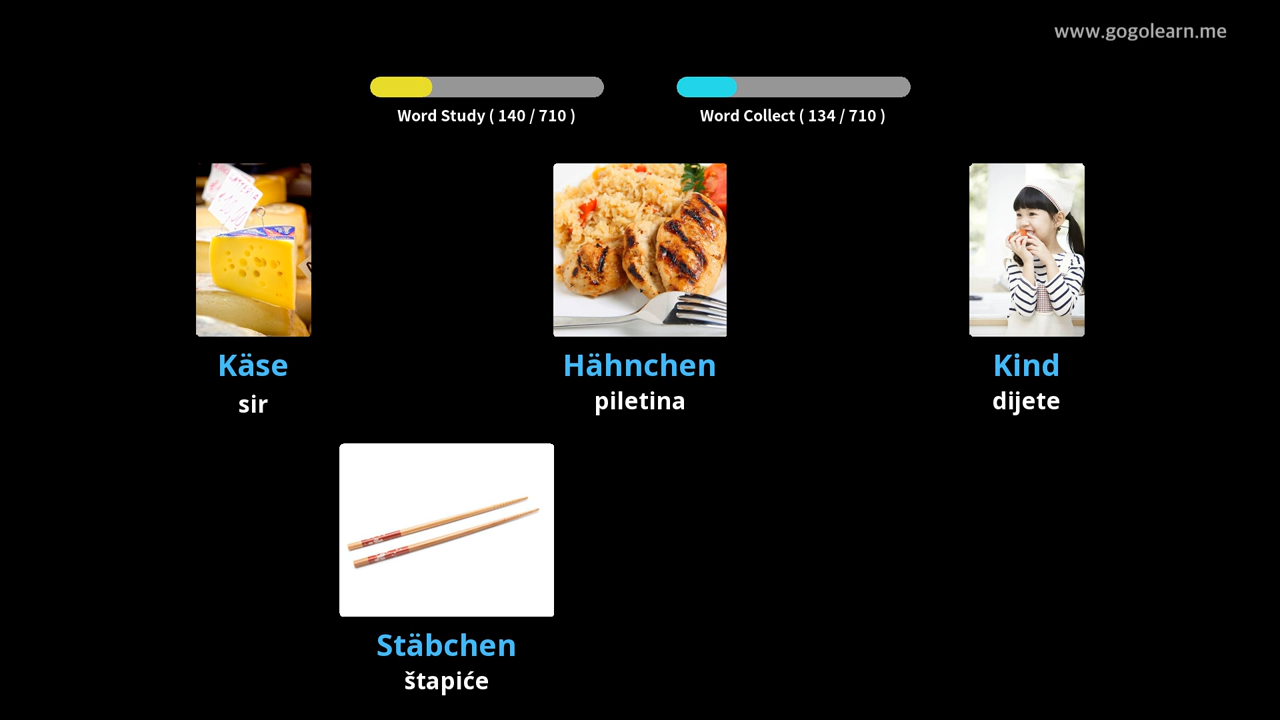 www.gogolearn.me
Word Study ( 140 / 710 )
Word Collect ( 134 / 710 )
Käse
sir
Hähnchen
piletina
Kind
dijete
Stäbchen
štapiće